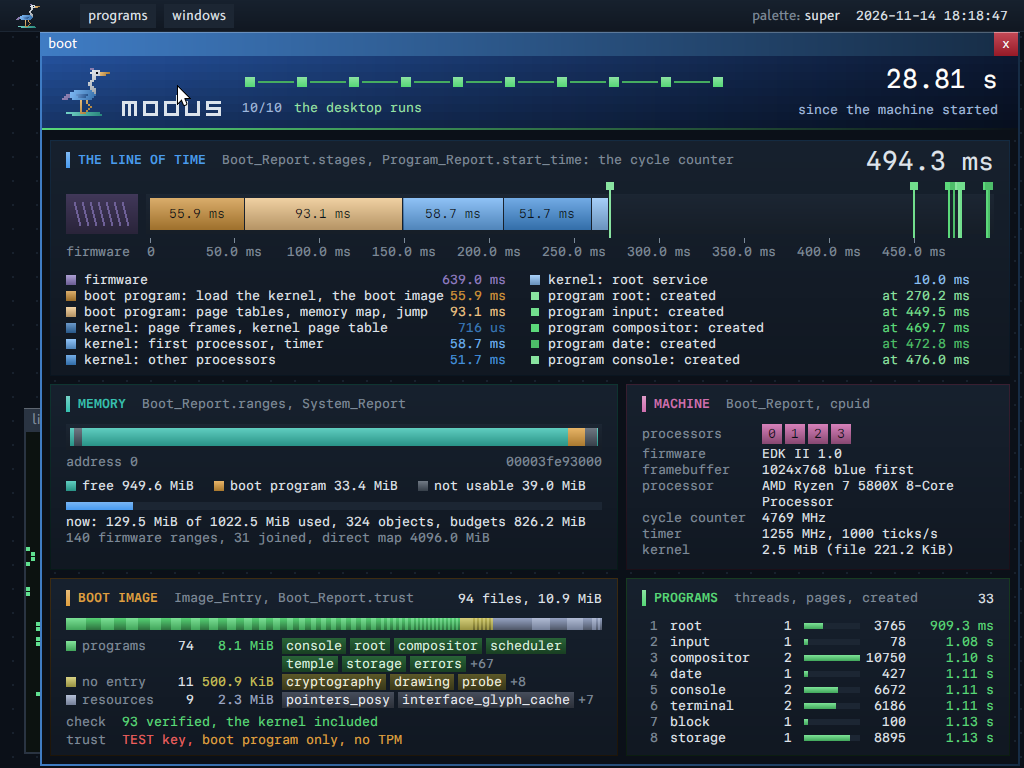 programs windows palette: super 2026-11-14 18:18:47
boot x
MODUS 10/10 the desktop runs 28.81 s
since the machine started
THE LINE OF TIME Boot_Report.stages, Program_Report.start_time: the cycle counter 494.3 ms
55.9 ms 93.1 ms 58.7 ms 51.7 ms
firmware 0 50.0 ms 100.0 ms 150.0 ms 200.0 ms 250.0 ms 300.0 ms 350.0 ms 400.0 ms 450.0 ms
firmware 639.0 ms kernel: root service 10.0 ms
boot program: load the kernel, the boot image 55.9 ms program root: created at 270.2 ms
boot program: page tables, memory map, jump 93.1 ms program input: created at 449.5 ms
kernel: page frames, kernel page table 716 us program compositor: created at 469.7 ms
kernel: first processor, timer 58.7 ms program date: created at 472.8 ms
kernel: other processors 51.7 ms program console: created at 476.0 ms
MEMORY Boot_Report.ranges, System_Report
address 0 00003fe93000
free 949.6 MiB boot program 33.4 MiB not usable 39.0 MiB
now: 129.5 MiB of 1022.5 MiB used, 324 objects, budgets 826.2 MiB
140 firmware ranges, 31 joined, direct map 4096.0 MiB
MACHINE Boot_Report, cpuid
processors 0 1 2 3
firmware EDK II 1.0
framebuffer 1024x768 blue first
processor AMD Ryzen 7 5800X 8-Core
Processor
cycle counter 4769 MHz
timer 1255 MHz, 1000 ticks/s
kernel 2.5 MiB (file 221.2 KiB)
li
BOOT IMAGE Image_Entry, Boot_Report.trust 94 files, 10.9 MiB
programs 74 8.1 MiB console root compositor scheduler
temple storage errors +67
no entry 11 500.9 KiB cryptography drawing probe +8
resources 9 2.3 MiB pointers_posy interface_glyph_cache +7
check 93 verified, the kernel included
trust TEST key, boot program only, no TPM
PROGRAMS threads, pages, created 33
1 root 1 3765 909.3 ms
2 input 1 78 1.08 s
3 compositor 2 10750 1.10 s
4 date 1 427 1.11 s
5 console 2 6672 1.11 s
6 terminal 2 6186 1.11 s
7 block 1 100 1.13 s
8 storage 1 8895 1.13 s